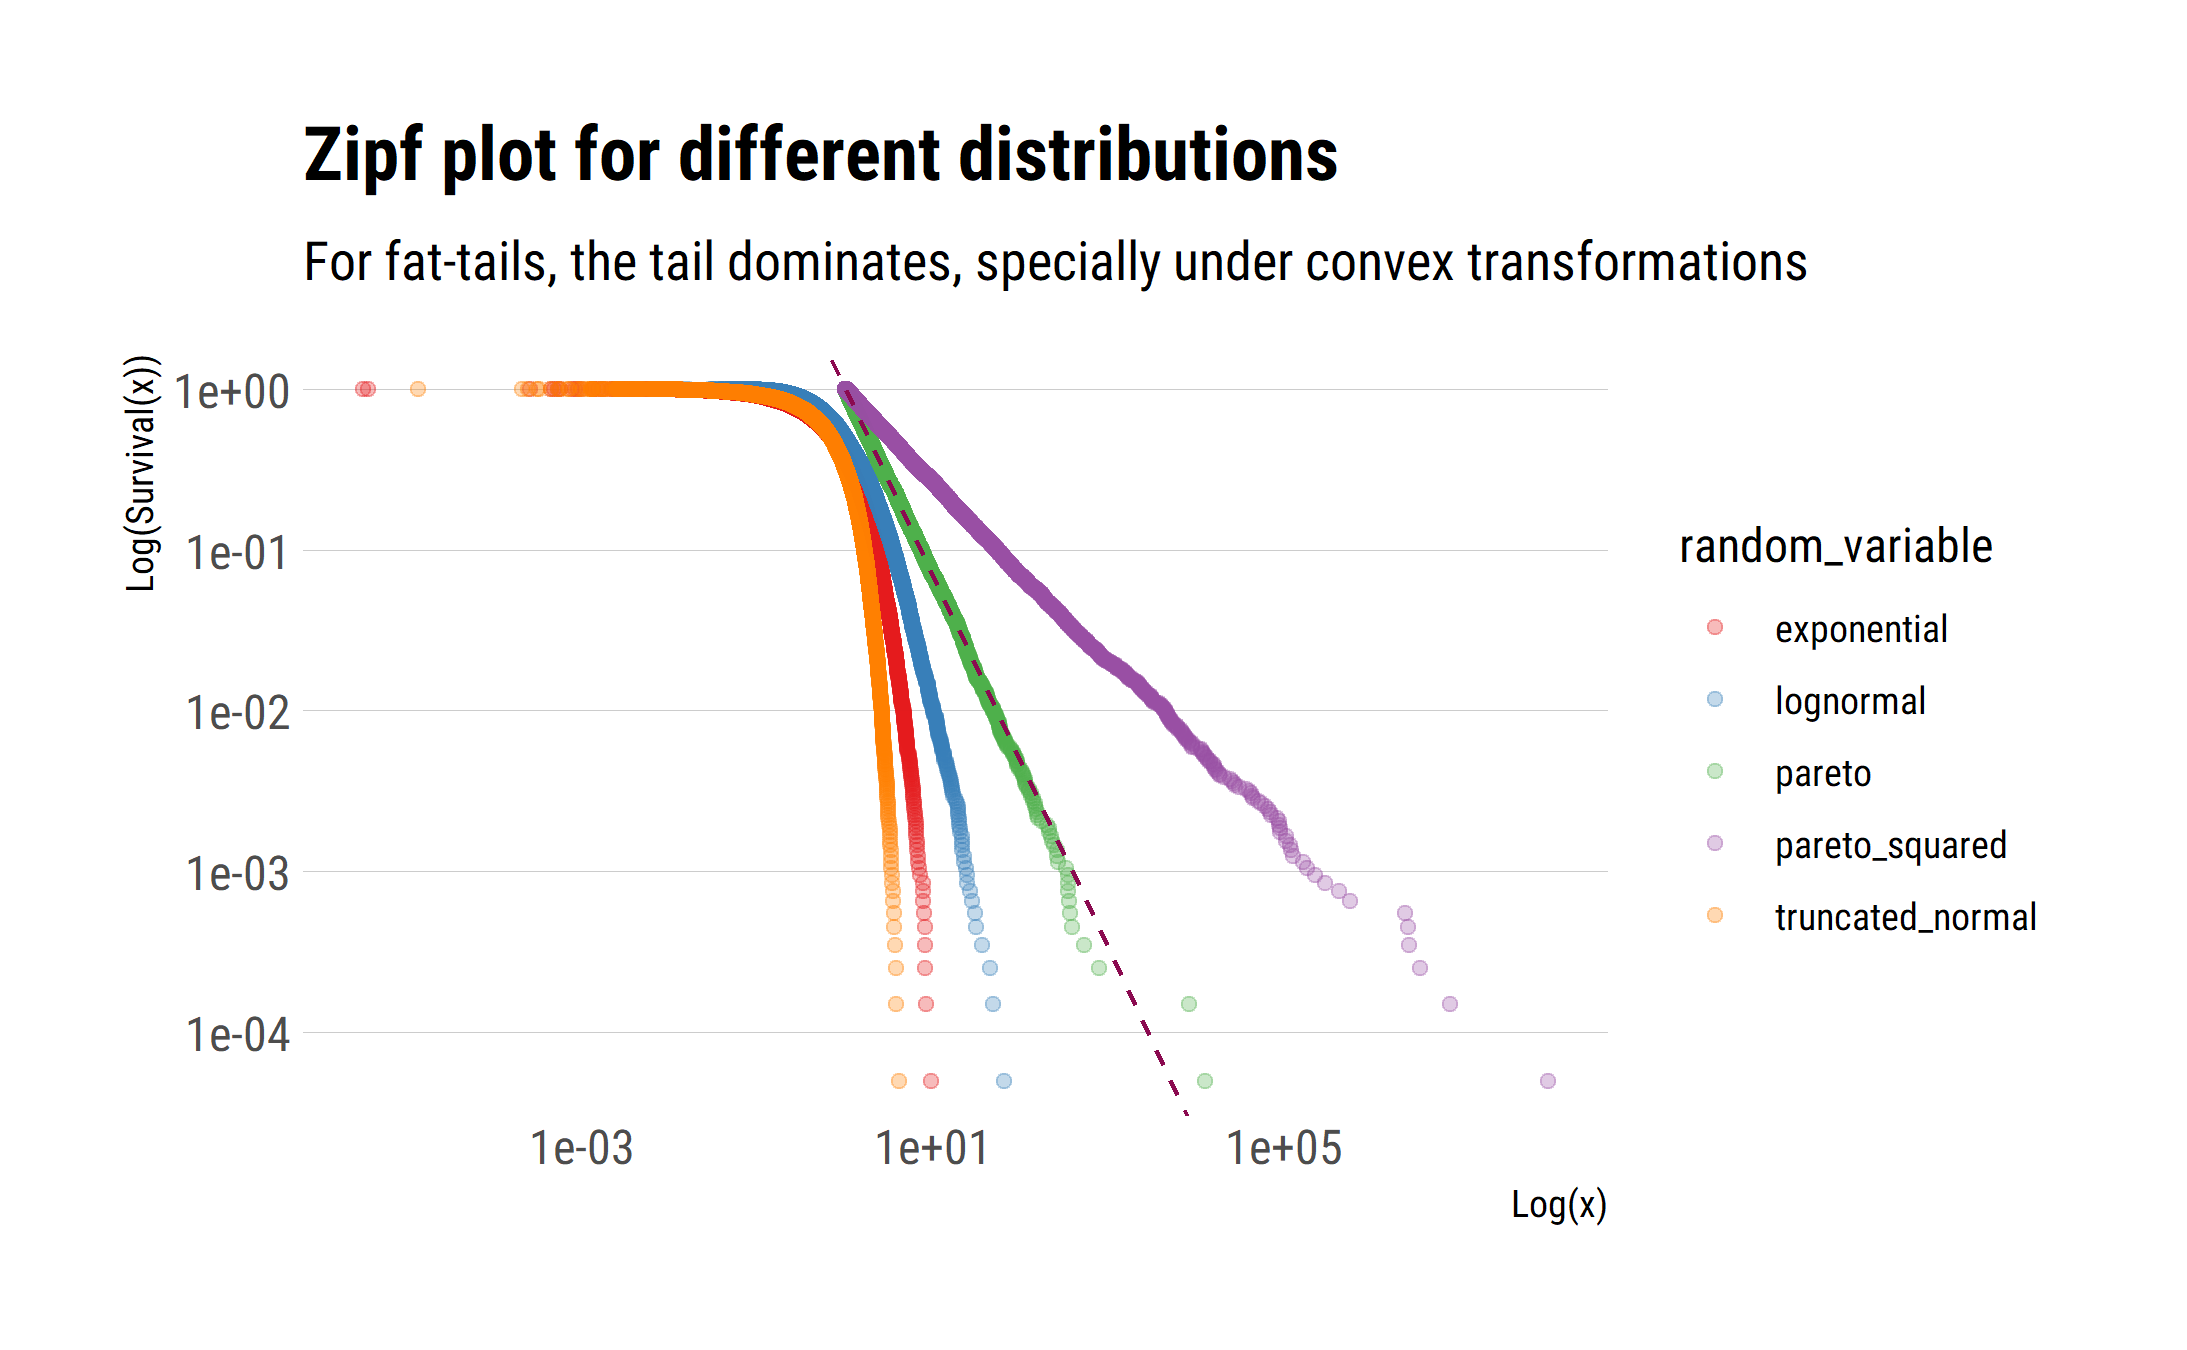 Zipf plot for different distributions
For fat-tails, the tail dominates, specially under convex transformations
Log(Survival(x))
1e+00
1e-01
1e-02
1e-03
1e-04
1e-03
1e+01
1e+05
Log(x)
random_variable
exponential
lognormal
pareto
pareto_squared
truncated_normal